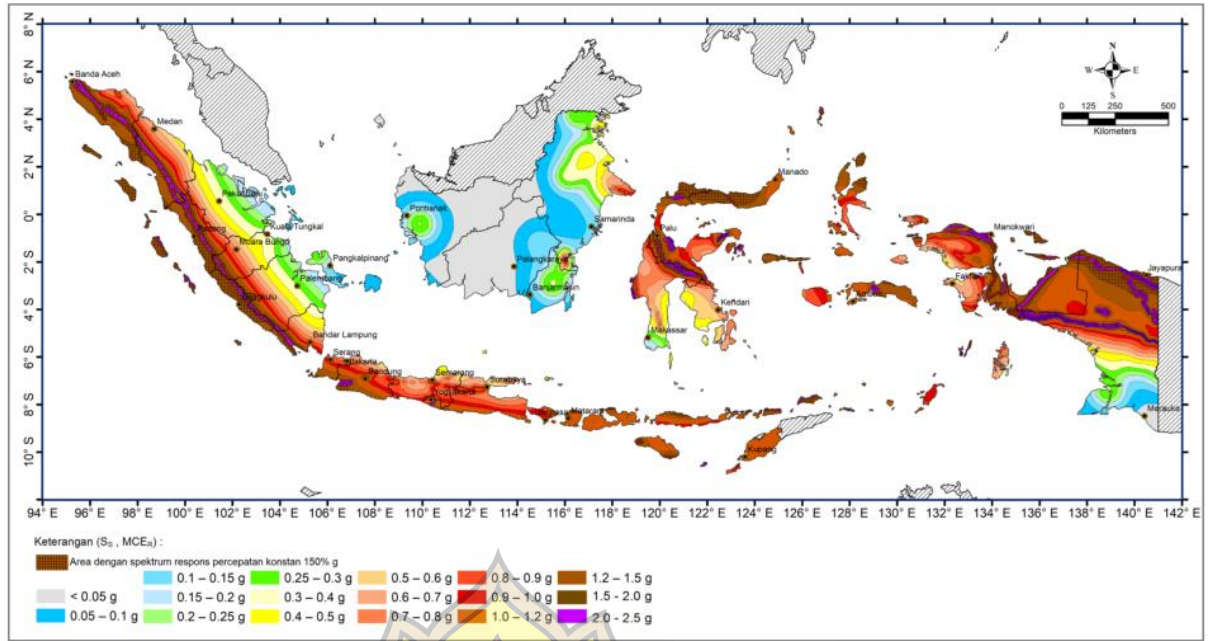 8° N
6° N
4° N
2° N
0°
2° S
4° S
6° S
8° S
10° S
N
W E
S
0 125 250 500
Kilometers
Banda Aceh
Medan
Pekanbaru
Kuala Tungkal
Padang
Muara Bungo
Pangkalpinang
Palembang
Bengkulu
Bandar Lampung
Serang
Jakarta
Bandung
Semarang
Yogyakarta
Surabaya
Mataram
Kupang
Pontianak
Palangkaraya
Banjarmasin
Samarinda
Palu
Manado
Makassar
Kendari
Ambon
Manokwari
Jayapura
Merauke
94° E 96° E 98° E 100° E 102° E 104° E 106° E 108° E 110° E 112° E 114° E 116° E 118° E 120° E 122° E 124° E 126° E 128° E 130° E 132° E 134° E 136° E 138° E 140° E 142° E
Keterangan (SS , MCER) :
Area dengan spektrum respons percepatan konstan 150% g
< 0.05 g
0.05 – 0.1 g
0.1 – 0.15 g
0.15 – 0.2 g
0.2 – 0.25 g
0.25 – 0.3 g
0.3 – 0.4 g
0.4 – 0.5 g
0.5 – 0.6 g
0.6 – 0.7 g
0.7 – 0.8 g
0.8 – 0.9 g
0.9 – 1.0 g
1.0 – 1.2 g
1.2 – 1.5 g
1.5 - 2.0 g
2.0 - 2.5 g